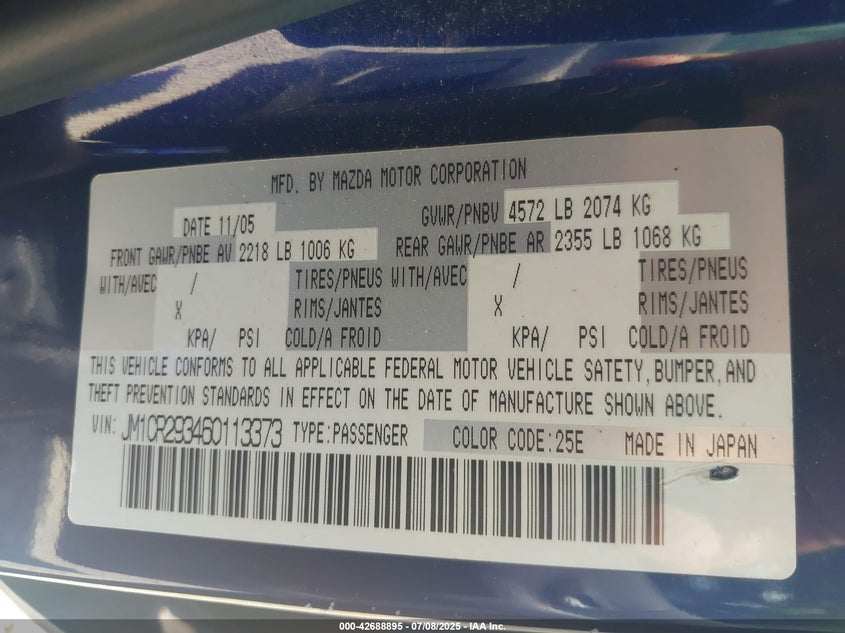 MFD. BY MAZDA MOTOR CORPORATION
DATE 11/05 GVWR/PNBV 4572 LB 2074 KG
FRONT GAWR/PNBE AV 2218 LB 1006 KG REAR GAWR/PNBE AR 2355 LB 1068 KG
WITH/AVEC / TIRES/PNEUS WITH/AVEC / TIRES/PNEUS
X RIMS/JANTES X RIMS/JANTES
KPA/ PSI COLD/A FROID KPA/ PSI COLD/A FROID
THIS VEHICLE CONFORMS TO ALL APPLICABLE FEDERAL MOTOR VEHICLE SATETY, BUMPER, AND
THEFT PREVENTION STANDARDS IN EFFECT ON THE DATE OF MANUFACTURE SHOWN ABOVE.
VIN: JM1CR293460113373 TYPE:PASSENGER COLOR CODE:25E MADE IN JAPAN
000-42688895 - 07/08/2025 - IAA Inc.